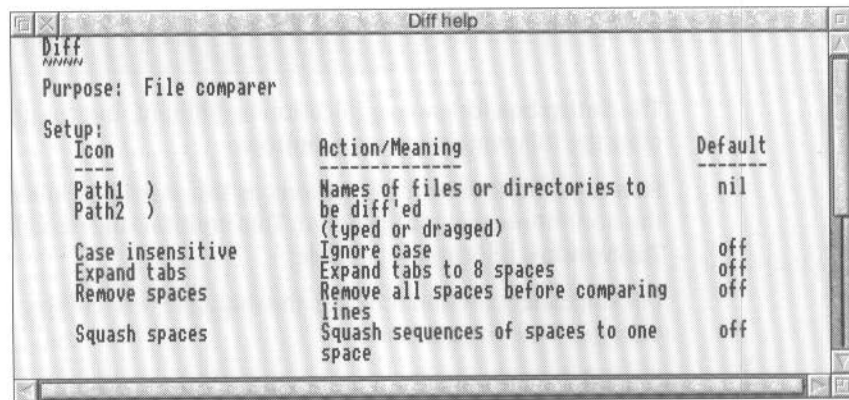 Diff help
Diff
Purpose: File comparer
Setup:
Icon Action/Meaning Default
Path1 ) Names of files or directories to nil
Path2 ) be diff'ed
(typed or dragged)
Case insensitive Ignore case off
Expand tabs Expand tabs to 8 spaces off
Remove spaces Remove all spaces before comparing off
lines
Squash spaces Squash sequences of spaces to one off
space